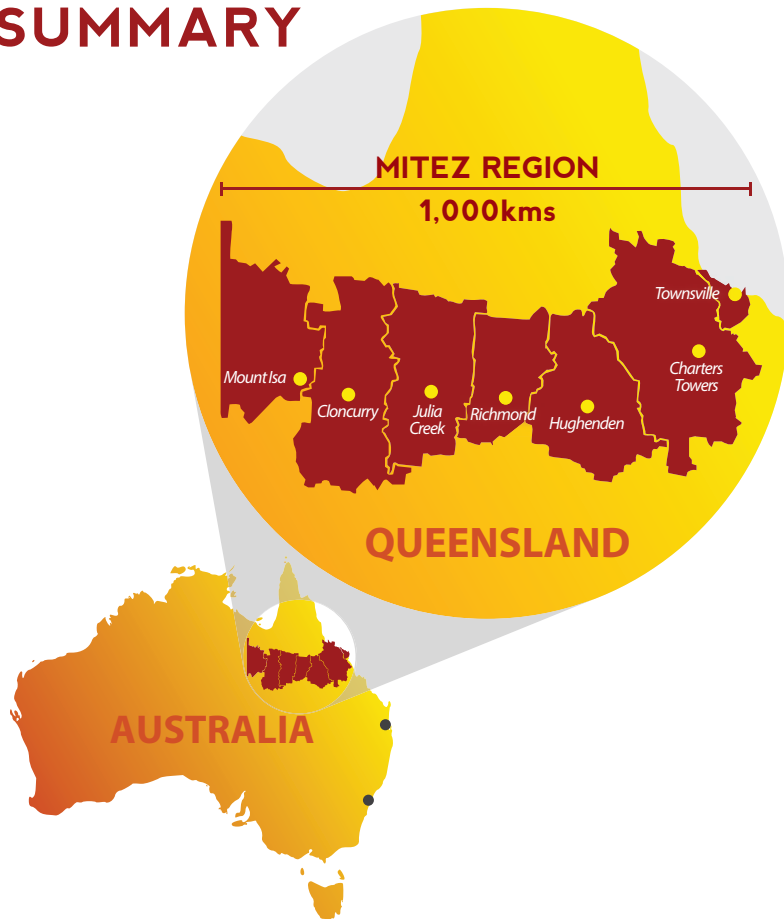 SUMMARY
MITEZ REGION
1,000kms
Townsville
Mount Isa
Charters
Towers
Cloncurry
Julia
Creek
Richmond
Hughenden
QUEENSLAND
AUSTRALIA